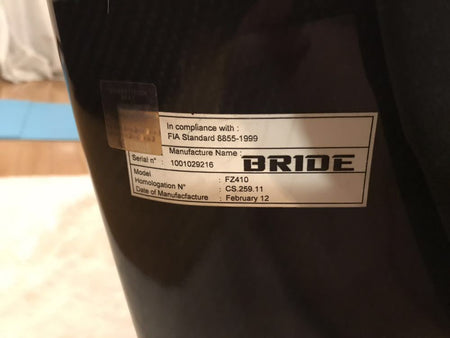 In compliance with :
FIA Standard 8855-1999
Manufacture Name :
BRIDE
Serial n° : 1001029216
Model : FZ410
Homologation N° : CS.259.11
Date of Manufacfacture : February 12